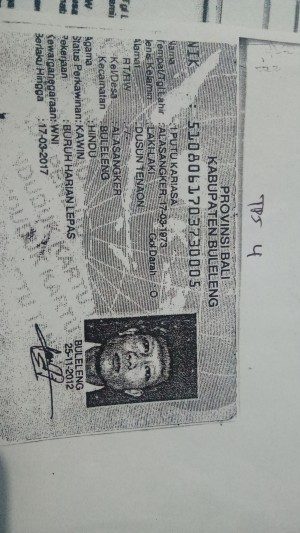 PROVINSI BALI
KABUPATEN BULELENG
NIK : 5108061703730005
Nama : I PUTU KARIASA
Tempat/Tgl Lahir : ALASANGKER, 17-03-1973
Jenis Kelamin : LAKI-LAKI Gol Darah : O
Alamat : DUSUN TENAON
RT/RW
Kel/Desa : ALASANGKER
Kecamatan : BULELENG
Agama : HINDU
Status Perkawinan: KAWIN
Pekerjaan : BURUH HARIAN LEPAS
Kewarganegaraan: WNI
Berlaku Hingga : 17-03-2017
BULELENG
25-11-2012
TPS 4